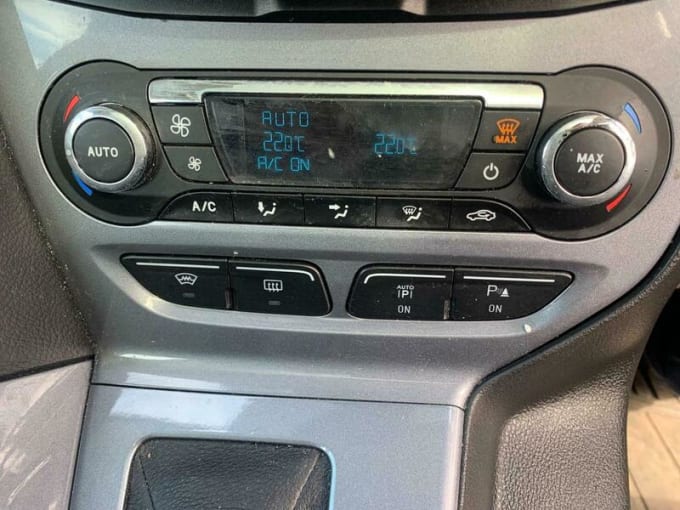 AUTO
22.0℃ 22.0℃
A/C ON
MAX
AUTO
MAX A/C
A/C
AUTO
|P|
ON
P
ON